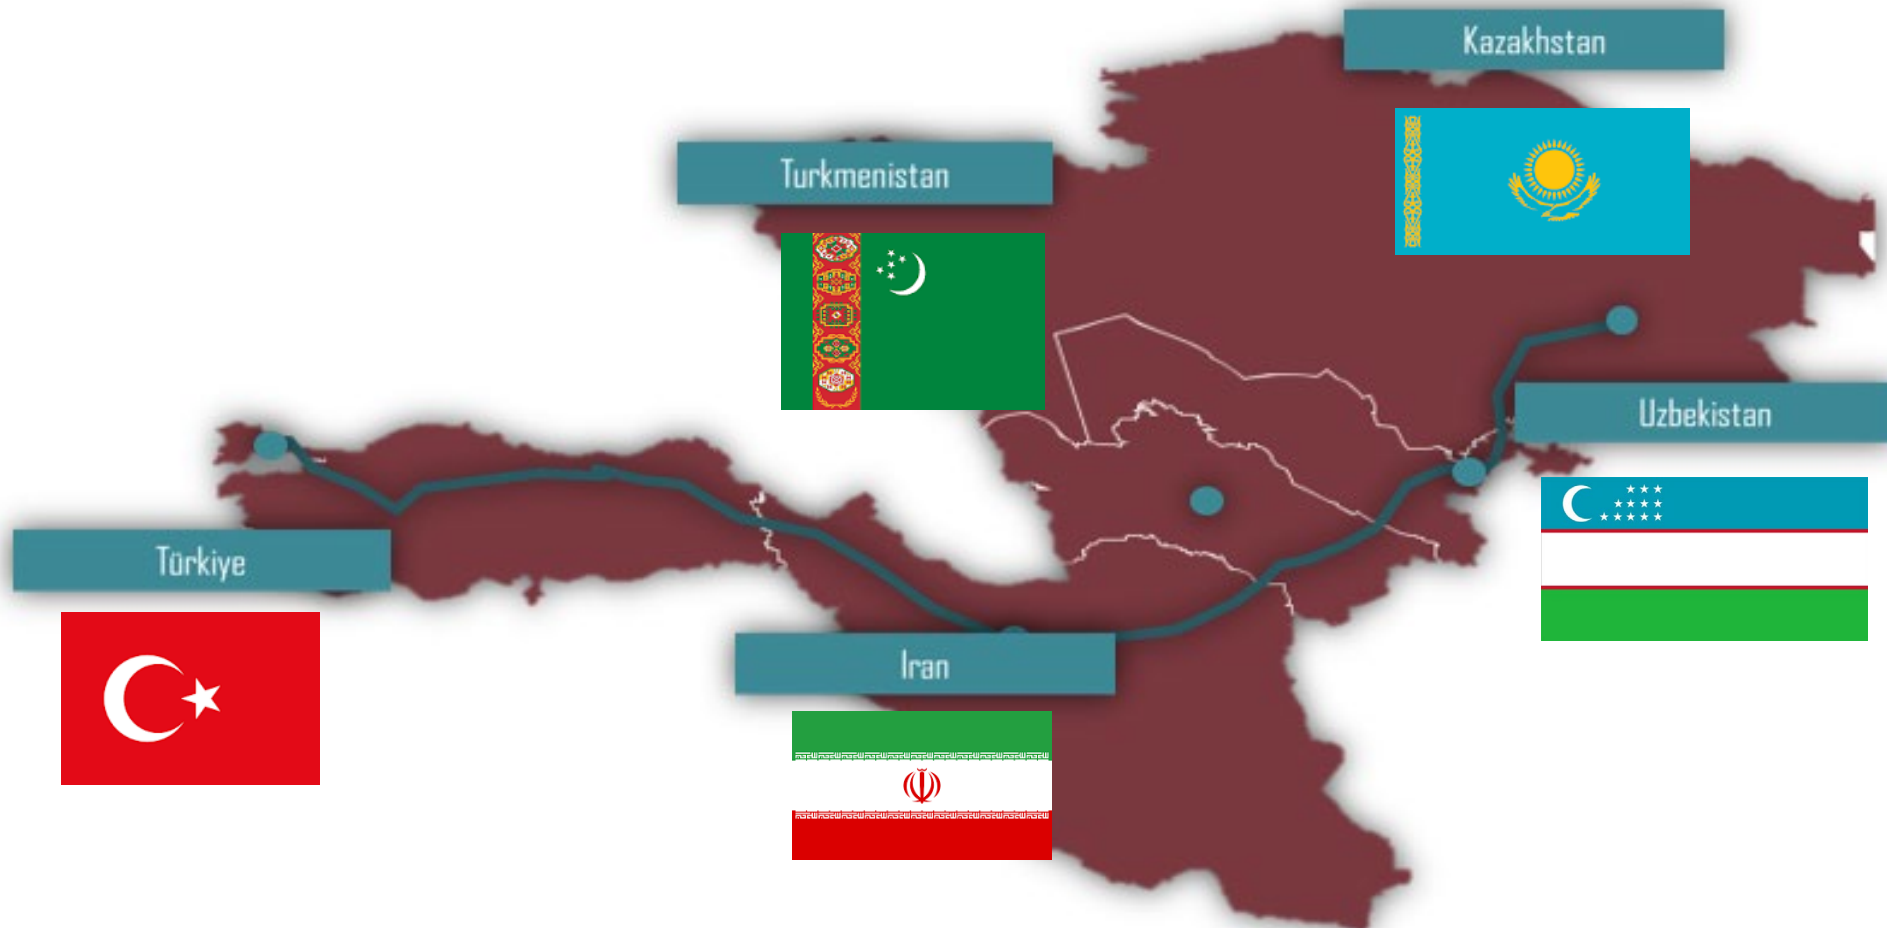 Kazakhstan
Turkmenistan
Uzbekistan
Türkiye
Iran